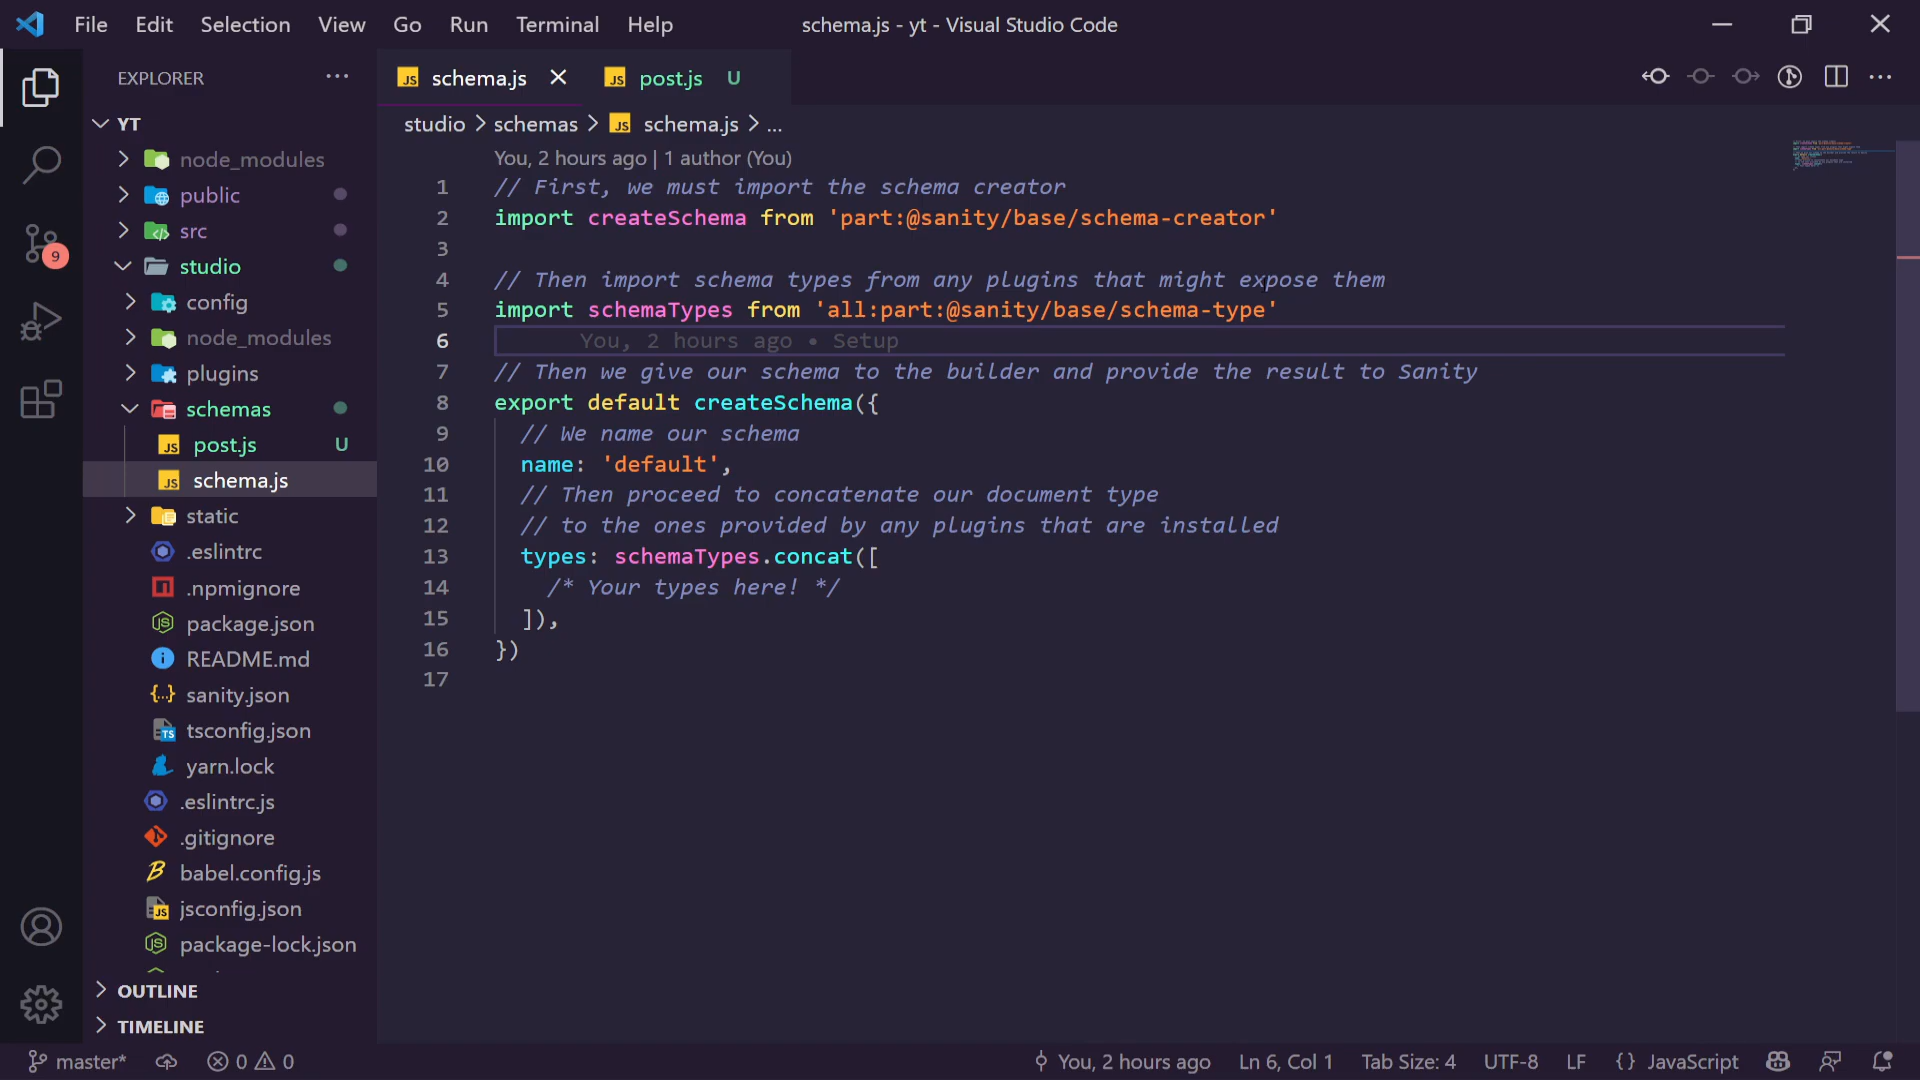 File Edit Selection View Go Run Terminal Help schema.js - yt - Visual Studio Code
EXPLORER
schema.js
post.js U
YT
studio > schemas > schema.js > ...
node_modules
public
src
studio
config
node_modules
plugins
schemas
post.js U
schema.js
static
.eslintrc
.npmignore
package.json
README.md
sanity.json
tsconfig.json
yarn.lock
.eslintrc.js
.gitignore
babel.config.js
jsconfig.json
package-lock.json
OUTLINE
TIMELINE
9
You, 2 hours ago | 1 author (You)
1 // First, we must import the schema creator
2 import createSchema from 'part:@sanity/base/schema-creator'
3
4 // Then import schema types from any plugins that might expose them
5 import schemaTypes from 'all:part:@sanity/base/schema-type'
6 You, 2 hours ago • Setup
7 // Then we give our schema to the builder and provide the result to Sanity
8 export default createSchema({
9 // We name our schema
10 name: 'default',
11 // Then proceed to concatenate our document type
12 // to the ones provided by any plugins that are installed
13 types: schemaTypes.concat([
14 /* Your types here! */
15 ]),
16 })
17
master* 0 0 You, 2 hours ago Ln 6, Col 1 Tab Size: 4 UTF-8 LF {} JavaScript